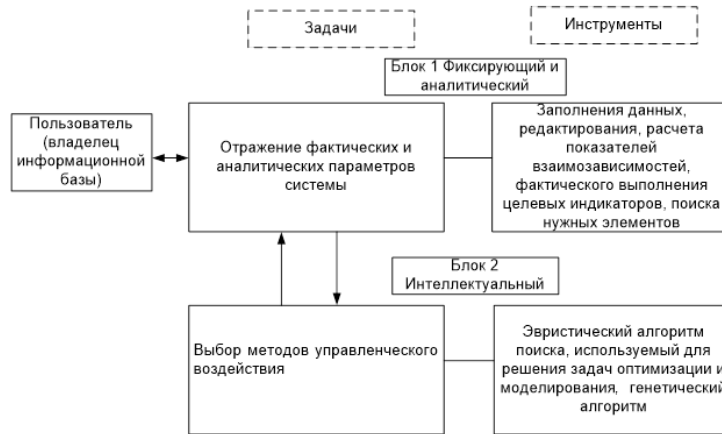 Задачи
Инструменты
Блок 1 Фиксирующий и
аналитический
Пользователь
(владелец
информационной
базы)
Отражение фактических и
аналитических параметров
системы
Заполнения данных,
редактирования, расчета
показателей
взаимозависимостей,
фактического выполнения
целевых индикаторов, поиска
нужных элементов
Блок 2
Интеллектуальный
Выбор методов управленческого
воздействия
Эвристический алгоритм
поиска, используемый для
решения задач оптимизации и
моделирования, генетический
алгоритм